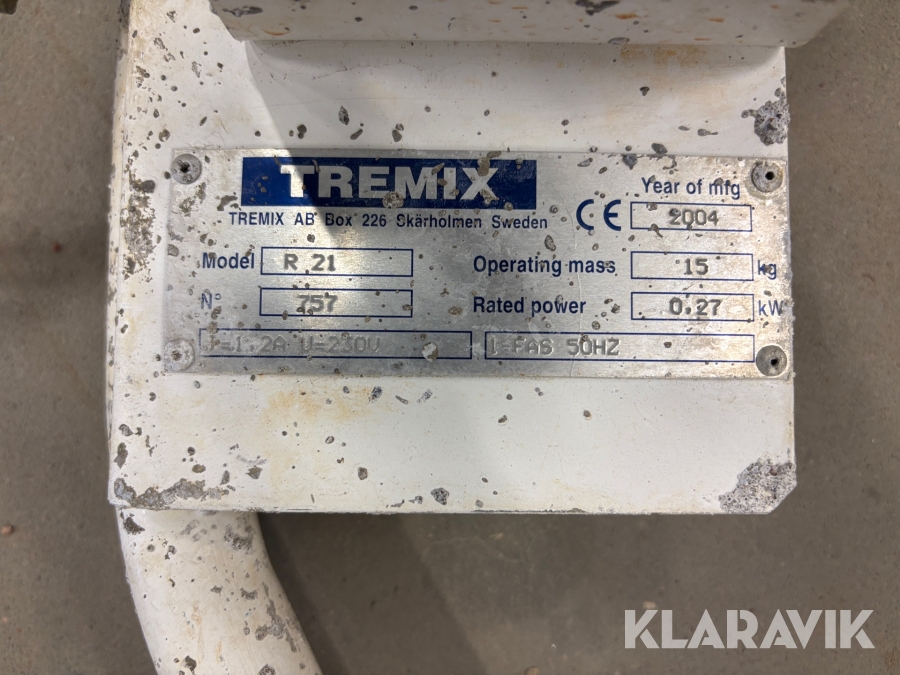 TREMIX
TREMIX AB Box 226 Skärholmen Sweden
CE
Year of mfg
2004
Model R 21
Operating mass 15 kg
N° 757
Rated power 0.27 kW
I=1.2A U=230V
1-FAS 50HZ
KLARAVIK